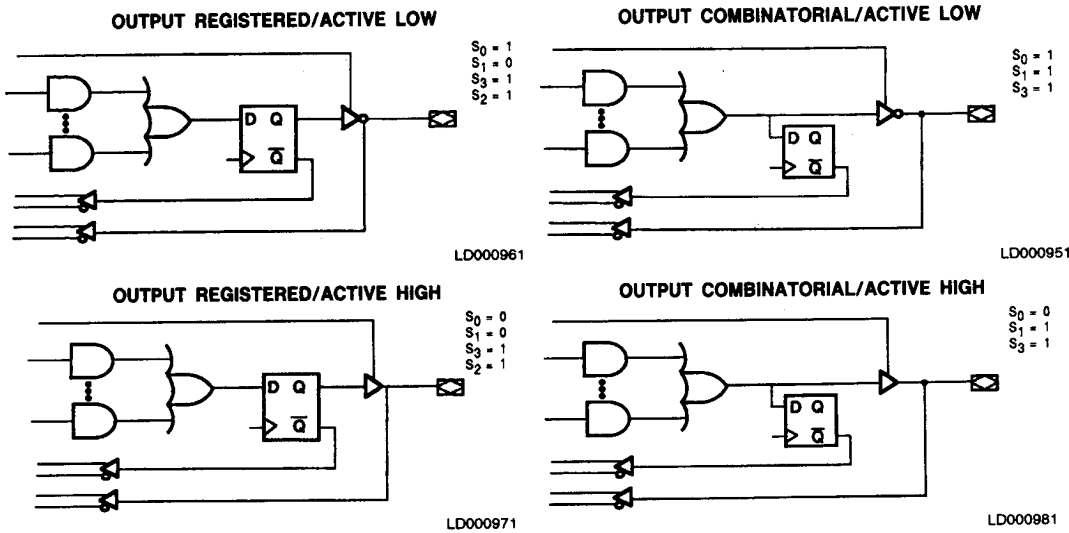 OUTPUT REGISTERED/ACTIVE LOW
S0 = 1
S1 = 0
S3 = 1
S2 = 1
D Q
Q̅
LD000961
OUTPUT COMBINATORIAL/ACTIVE LOW
S0 = 1
S1 = 1
S3 = 1
D Q
Q̅
LD000951
OUTPUT REGISTERED/ACTIVE HIGH
S0 = 0
S1 = 0
S3 = 1
S2 = 1
D Q
Q̅
LD000971
OUTPUT COMBINATORIAL/ACTIVE HIGH
S0 = 0
S1 = 1
S3 = 1
D Q
Q̅
LD000981